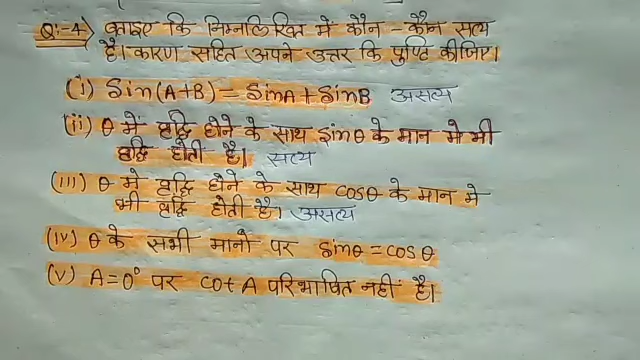 Q:-4) बताइए कि निम्नलिखित में कौन-कौन सत्य
है। कारण सहित अपने उत्तर कि पुष्टि कीजिए।
(i) Sin(A+B) = SinA + SinB असत्य
(ii) θ में वृद्धि होने के साथ Sinθ के मान मे भी
वृद्धि होती है। सत्य
(iii) θ मे वृद्धि होने के साथ cosθ के मान मे
भी वृद्धि होती है। असत्य
(iv) θ के सभी मानो पर Sinθ = cosθ
(v) A=0° पर cot A परिभाषित नहीं है।